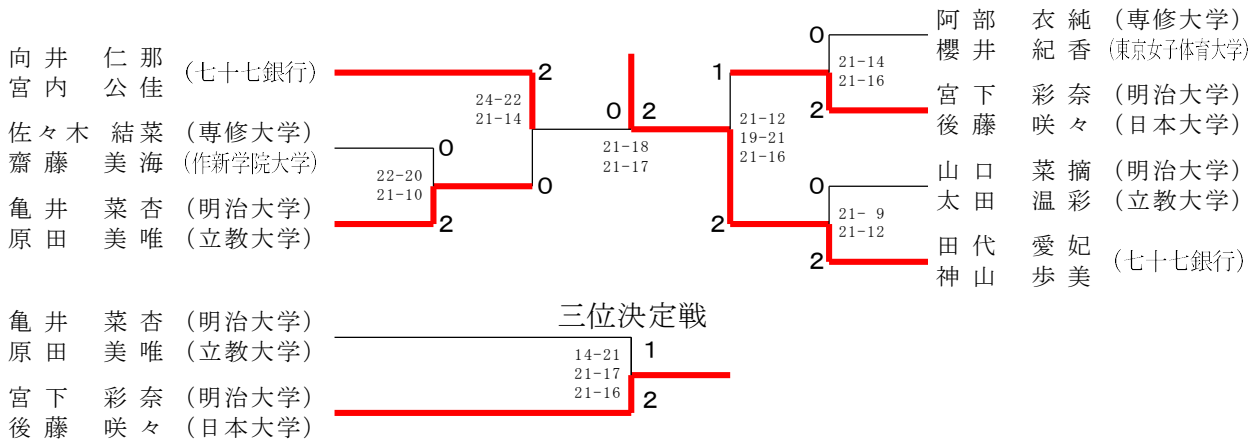 向井 仁那 (七十七銀行)
宮内 公佳
佐々木 結菜 (専修大学)
齋藤 美海 (作新学院大学)
亀井 菜杏 (明治大学)
原田 美唯 (立教大学)
2
24-22
21-14
0
22-20
21-10
0
2
0 2
21-18
21-17
1
21-12
19-21
21-16
2
0
21-14
21-16
2
0
21- 9
21-12
2
阿部 衣純 (専修大学)
櫻井 紀香 (東京女子体育大学)
宮下 彩奈 (明治大学)
後藤 咲々 (日本大学)
山口 菜摘 (明治大学)
太田 温彩 (立教大学)
田代 愛妃 (七十七銀行)
神山 歩美
三位決定戦
亀井 菜杏 (明治大学)
原田 美唯 (立教大学)
宮下 彩奈 (明治大学)
後藤 咲々 (日本大学)
14-21
21-17
21-16
1
2